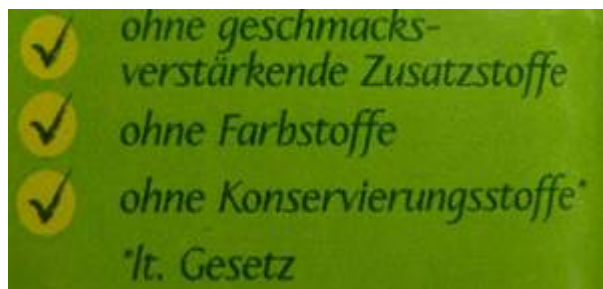 ohne geschmacks-
verstärkende Zusatzstoffe
ohne Farbstoffe
ohne Konservierungsstoffe*
*lt. Gesetz